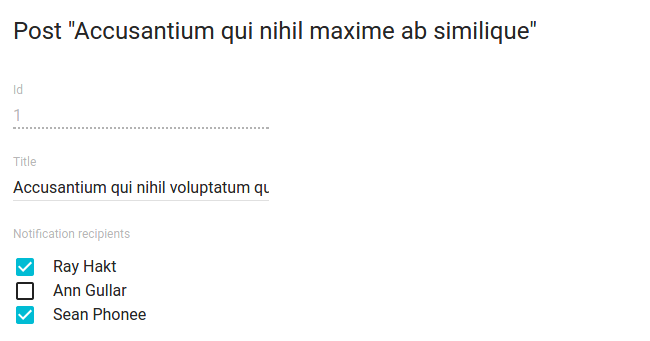 Post "Accusantium qui nihil maxime ab similique"
Id
1
Title
Accusantium qui nihil voluptatum qu
Notification recipients
Ray Hakt
Ann Gullar
Sean Phonee